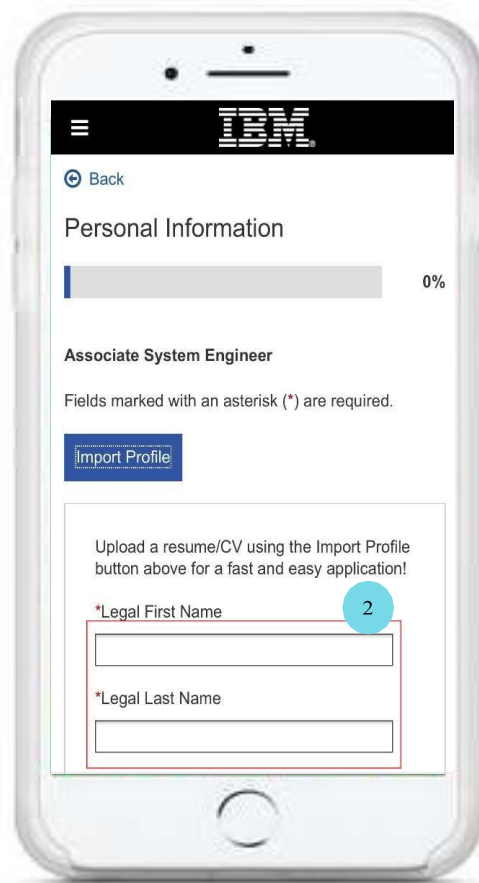 IBM
Back
Personal Information
0%
Associate System Engineer
Fields marked with an asterisk (*) are required.
Import Profile
Upload a resume/CV using the Import Profile
button above for a fast and easy application!
*Legal First Name
2
*Legal Last Name